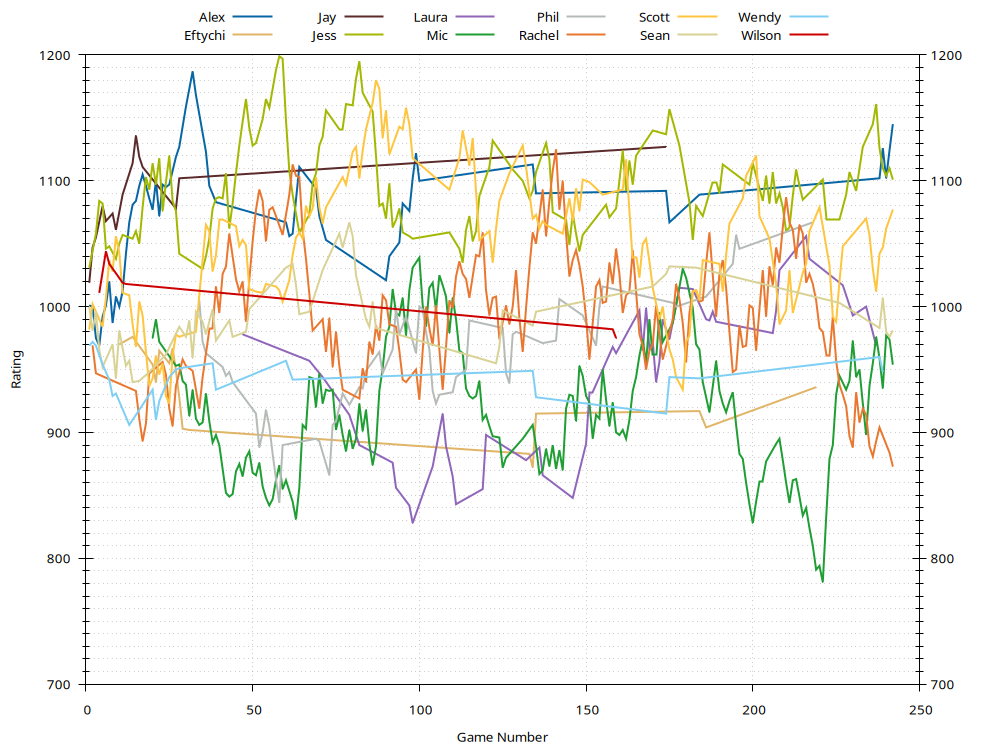 Alex Jay Laura Phil Scott Wendy
Eftychi Jess Mic Rachel Sean Wilson
1200 1200
1100 1100
1000 1000
900 900
800 800
700 700
Rating
0 50 100 150 200 250
Game Number